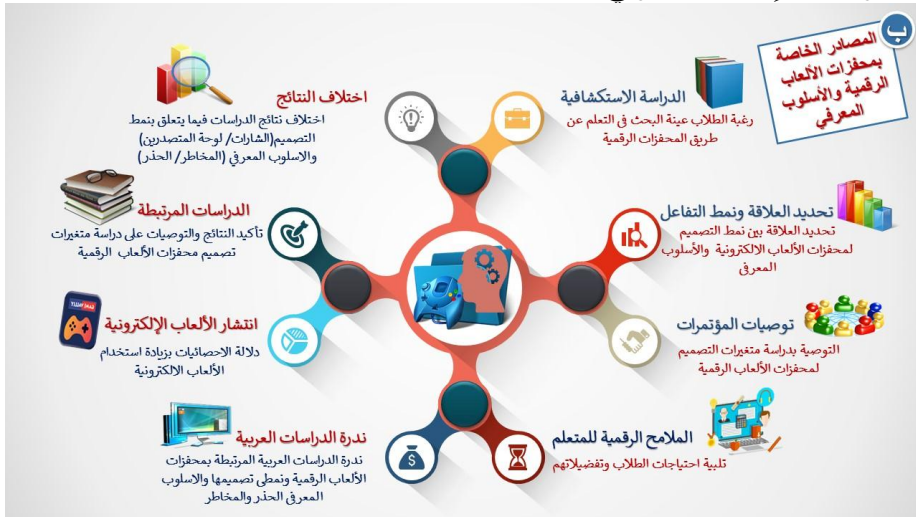 ب
المصادر الخاصة
بمحفزات الألعاب
الرقمية والأسلوب
المعرفي
الدراسة الاستكشافية
رغبة الطلاب عينة البحث في التعلم عن
طريق المحفزات الرقمية
تحديد العلاقة ونمط التفاعل
تحديد العلاقة بين نمط التصميم
لمحفزات الألعاب الالكترونية والأسلوب
المعرفي
توصيات المؤتمرات
التوصية بدراسة متغيرات التصميم
لمحفزات الألعاب الرقمية
الملامح الرقمية للمتعلم
تلبية احتياجات الطلاب وتفضيلاتهم
اختلاف النتائج
اختلاف نتائج الدراسات فيما يتعلق بنمط
التصميم(الشارات/ لوحة المتصدرين)
والاسلوب المعرفي (المخاطر/ الحذر)
الدراسات المرتبطة
تأكيد النتائج والتوصيات على دراسة متغيرات
تصميم محفزات الألعاب الرقمية
انتشار الألعاب الإلكترونية
دلالة الاحصائيات بزيادة استخدام
الألعاب الالكترونية
ندرة الدراسات العربية
ندرة الدراسات العربية المرتبطة بمحفزات
الألعاب الرقمية ونمطى تصميمها والاسلوب
المعرفي الحذر والمخاطر
$